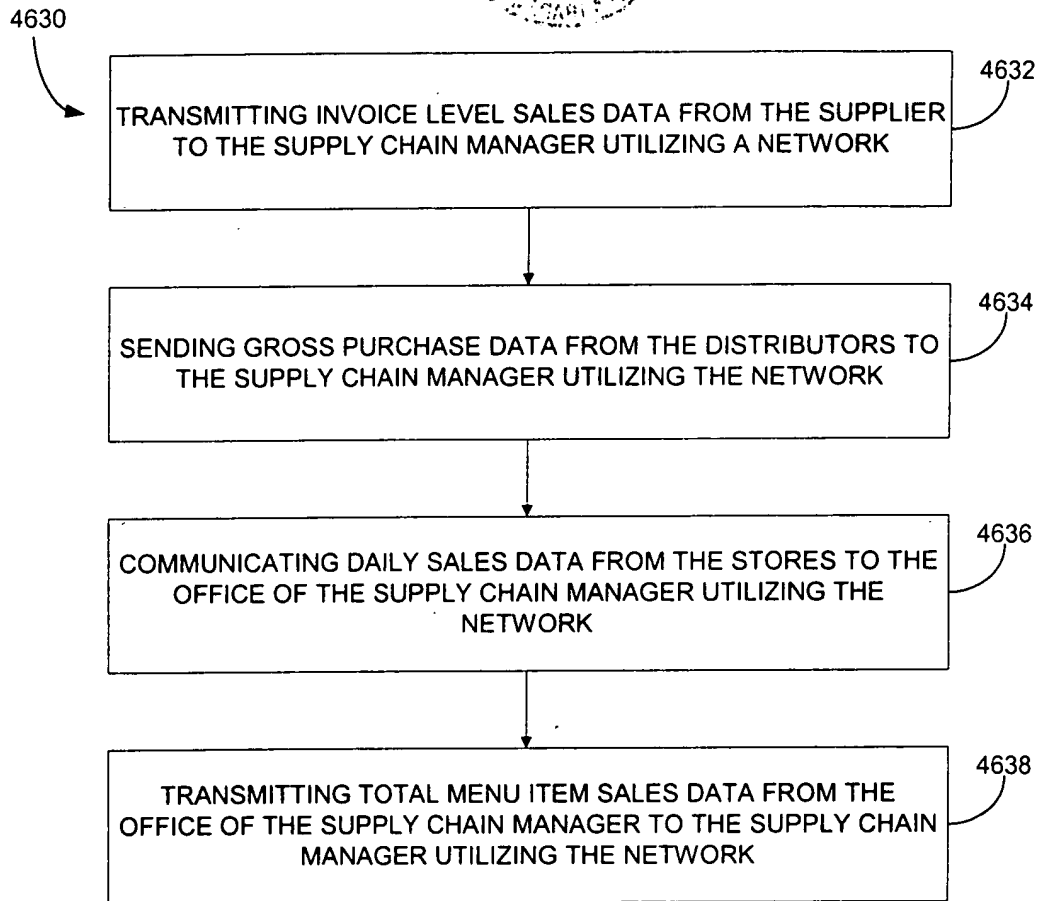 4630
4632
TRANSMITTING INVOICE LEVEL SALES DATA FROM THE SUPPLIER
TO THE SUPPLY CHAIN MANAGER UTILIZING A NETWORK
4634
SENDING GROSS PURCHASE DATA FROM THE DISTRIBUTORS TO
THE SUPPLY CHAIN MANAGER UTILIZING THE NETWORK
4636
COMMUNICATING DAILY SALES DATA FROM THE STORES TO THE
OFFICE OF THE SUPPLY CHAIN MANAGER UTILIZING THE
NETWORK
4638
TRANSMITTING TOTAL MENU ITEM SALES DATA FROM THE
OFFICE OF THE SUPPLY CHAIN MANAGER TO THE SUPPLY CHAIN
MANAGER UTILIZING THE NETWORK